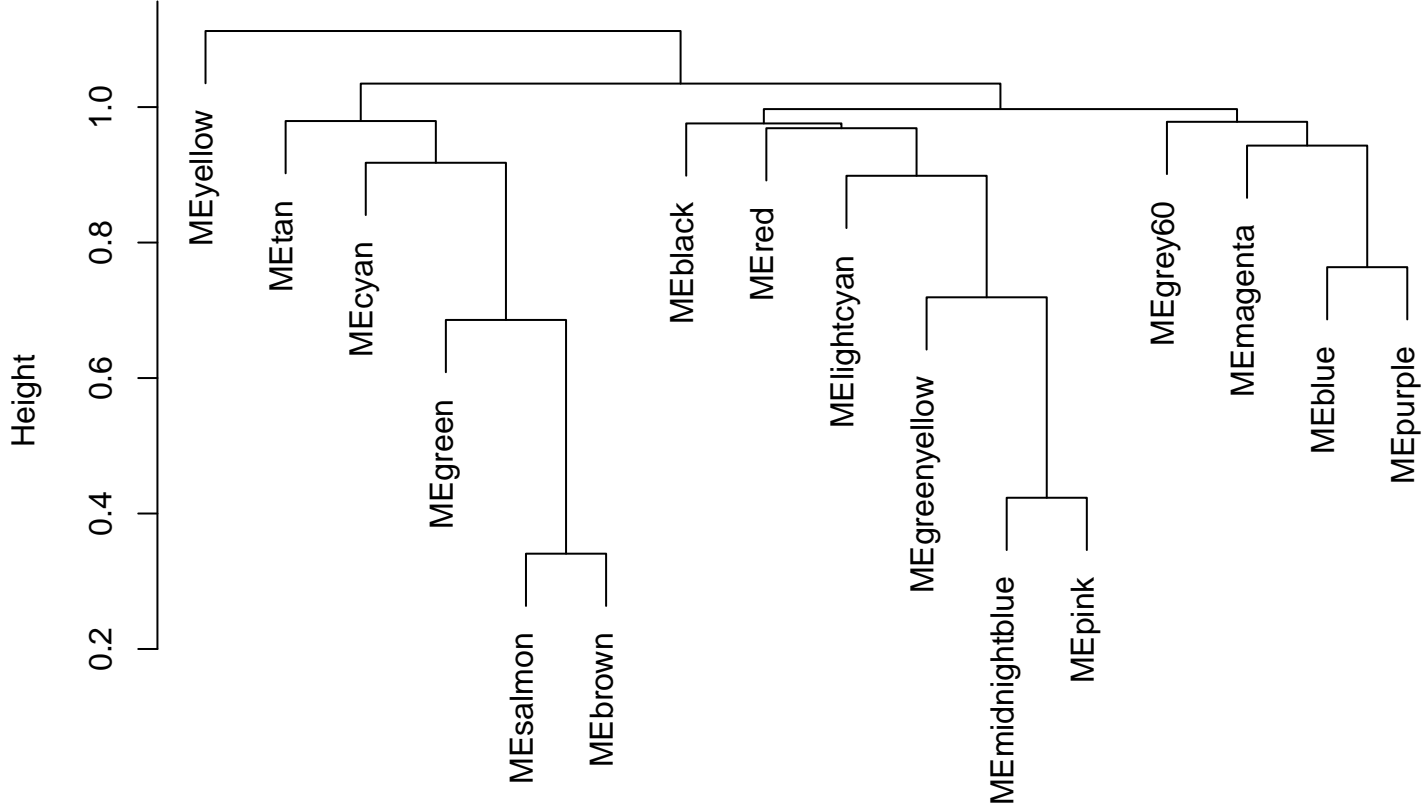 Height
1.0
0.8
0.6
0.4
0.2
MEyellow
MEtan
MEcyan
MEgreen
MEsalmon
MEbrown
MEblack
MEred
MElightcyan
MEgreenyellow
MEmidnightblue
MEpink
MEgrey60
MEmagenta
MEblue
MEpurple